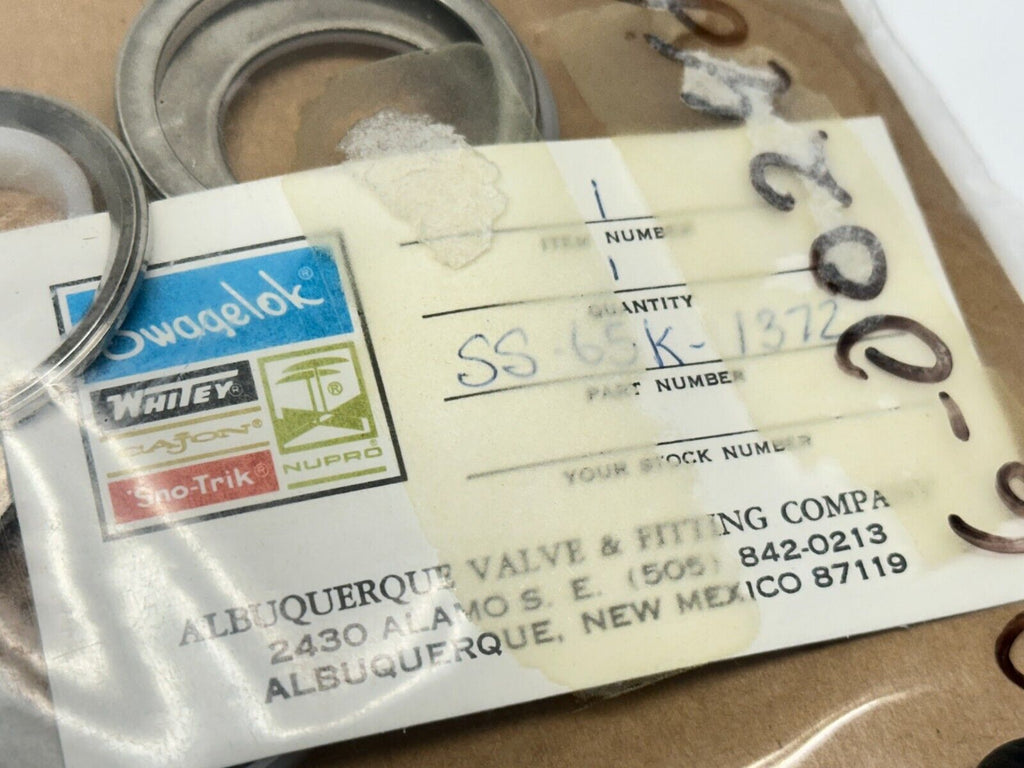 Swagelok®
WHITEY®
CAJON®
Sno-Trik®
®
NUPRO®
1
ITEM NUMBER
1
QUANTITY
SS-65K-1372
PART NUMBER
YOUR STOCK NUMBER
ALBUQUERQUE VALVE & FITTING COMPANY
2430 ALAMO S. E. (505) 842-0213
ALBUQUERQUE, NEW MEXICO 87119